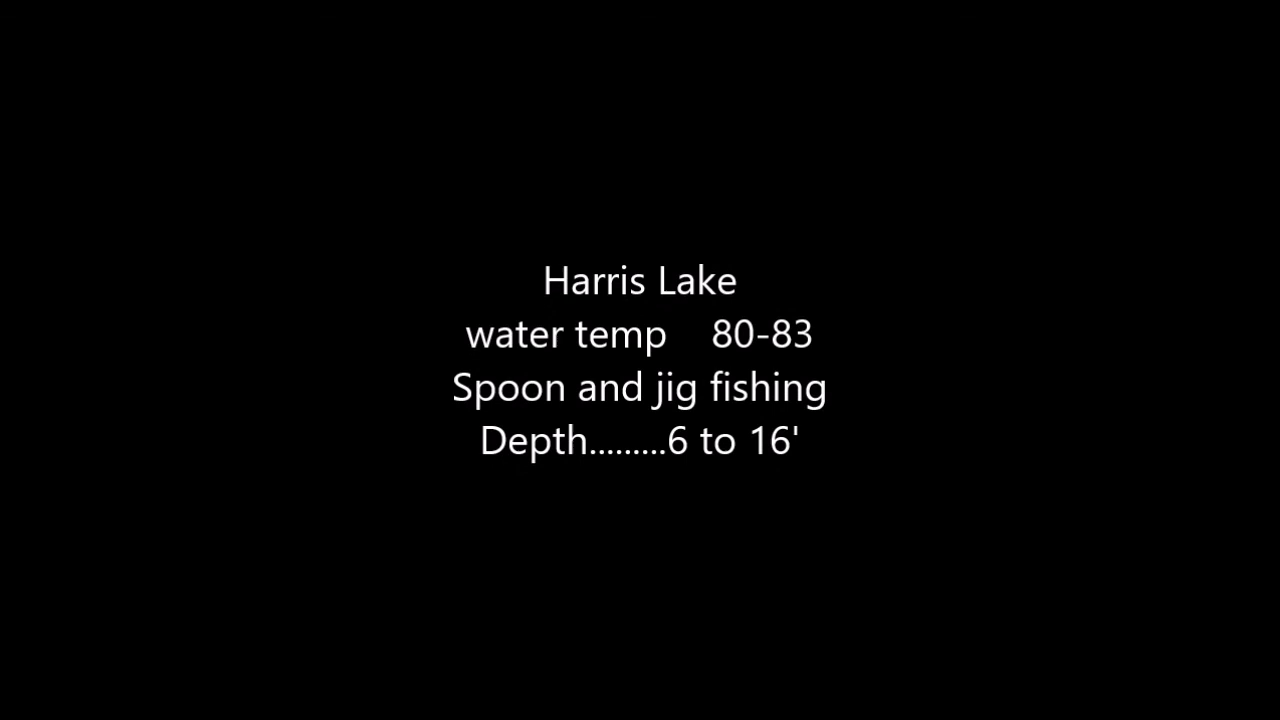 Harris Lake
water temp    80-83
Spoon and jig fishing
Depth.........6 to 16'